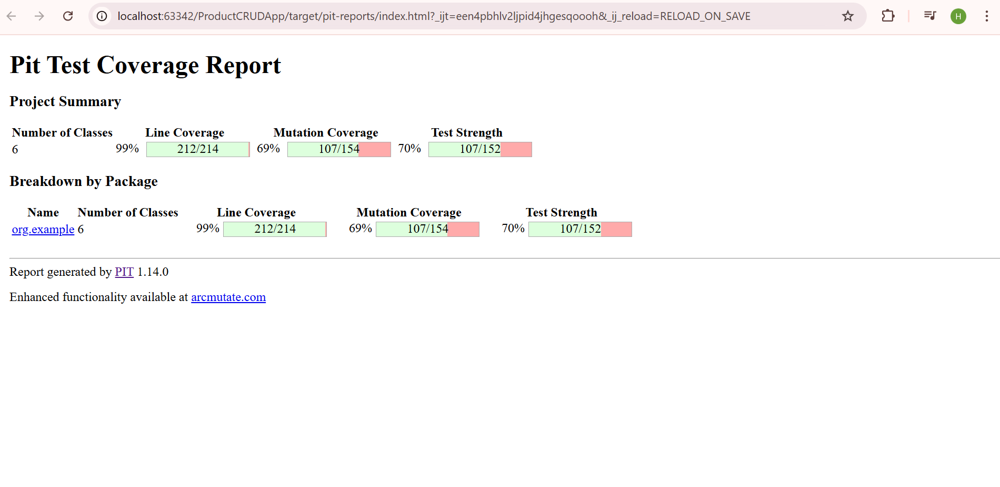 localhost:63342/ProductCRUDApp/target/pit-reports/index.html?_ijt=een4pbhlv2ljpid4jhgesqoooh&_ij_reload=RELOAD_ON_SAVE
H
Pit Test Coverage Report
Project Summary
Number of Classes Line Coverage Mutation Coverage Test Strength
6 99% 212/214 69% 107/154 70% 107/152
Breakdown by Package
Name Number of Classes Line Coverage Mutation Coverage Test Strength
org.example 6 99% 212/214 69% 107/154 70% 107/152
Report generated by PIT 1.14.0
Enhanced functionality available at arcmutate.com